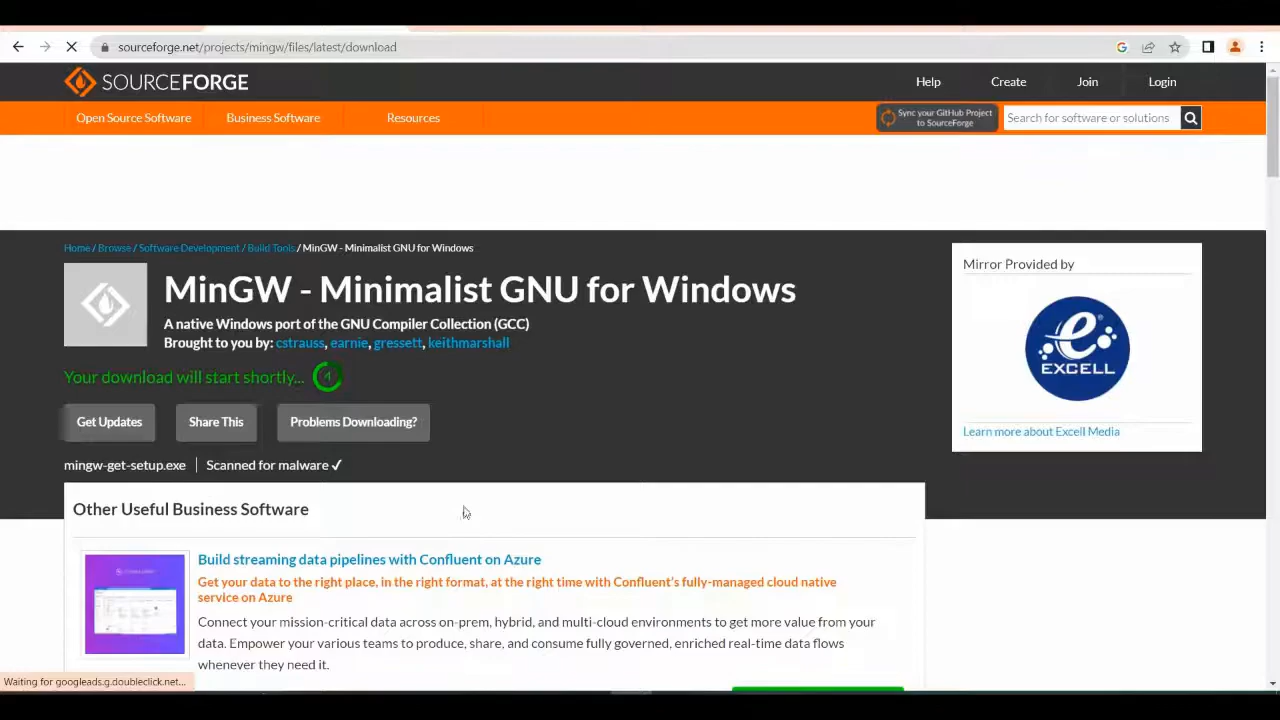 sourceforge.net/projects/mingw/files/latest/download
SOURCEFORGE
Help Create Join Login
Open Source Software Business Software Resources
Sync your GitHub Project
to SourceForge
Search for software or solutions
Home / Browse / Software Development / Build Tools / MinGW - Minimalist GNU for Windows
MinGW - Minimalist GNU for Windows
A native Windows port of the GNU Compiler Collection (GCC)
Brought to you by: cstrauss, earnie, gressett, keithmarshall
Your download will start shortly... 4
Get Updates Share This Problems Downloading?
mingw-get-setup.exe Scanned for malware ✓
Mirror Provided by
e
EXCELL
Learn more about Excell Media
Other Useful Business Software
Build streaming data pipelines with Confluent on Azure
Get your data to the right place, in the right format, at the right time with Confluent’s fully-managed cloud native
service on Azure
Connect your mission-critical data across on-prem, hybrid, and multi-cloud environments to get more value from your
data. Empower your various teams to produce, share, and consume fully governed, enriched real-time data flows
whenever they need it.
Waiting for googleads.g.doubleclick.net...